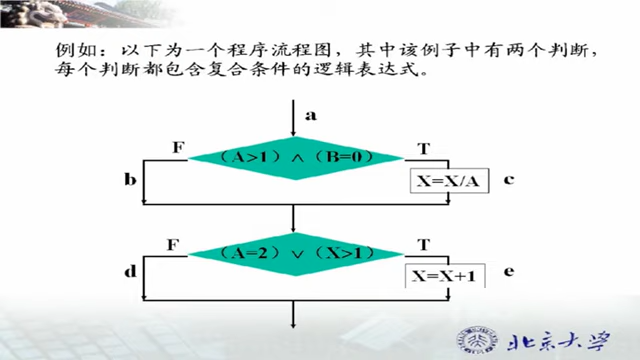 例如：以下为一个程序流程图，其中该例子中有两个判断，
每个判断都包含复合条件的逻辑表达式。
a
F
(A>1)∧(B=0)
T
b
X=X/A
c
F
(A=2)∨(X>1)
T
d
X=X+1
e
北京大学